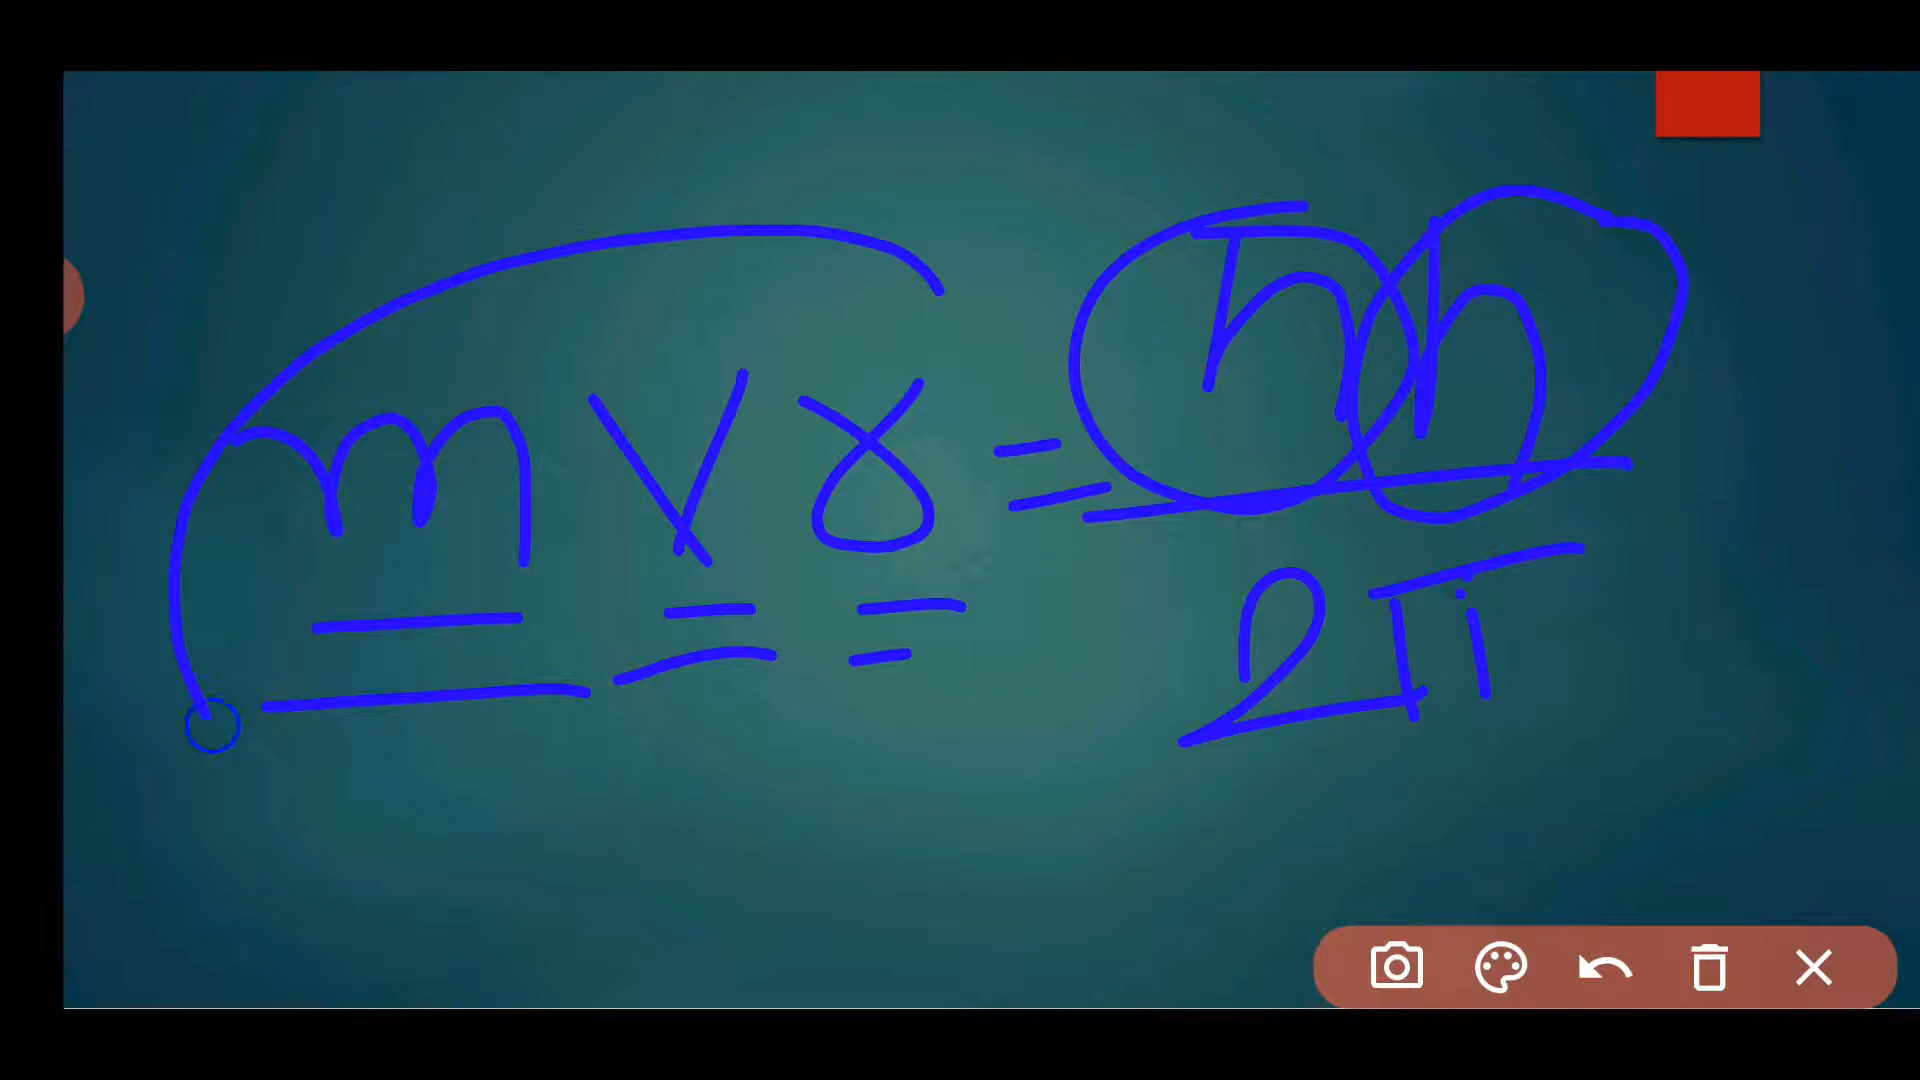 mvr = nh
2π